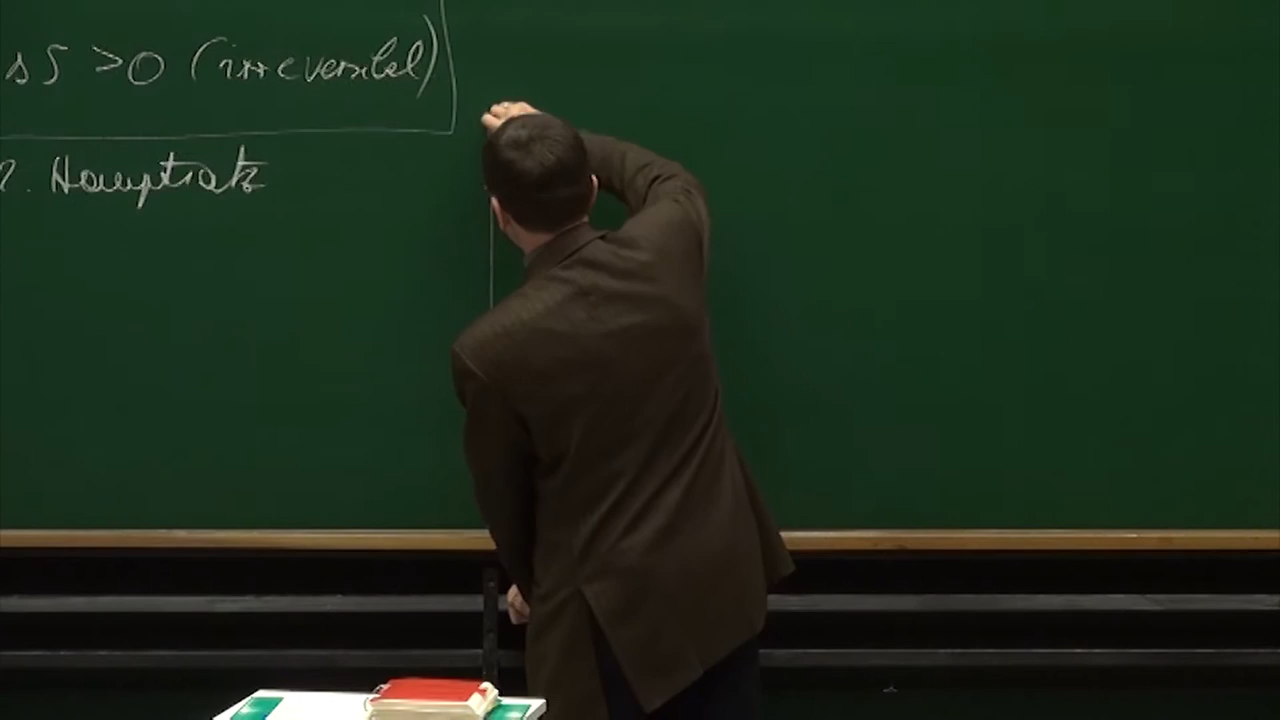 ΔS > 0 (irreversibel)
2. Hauptsatz